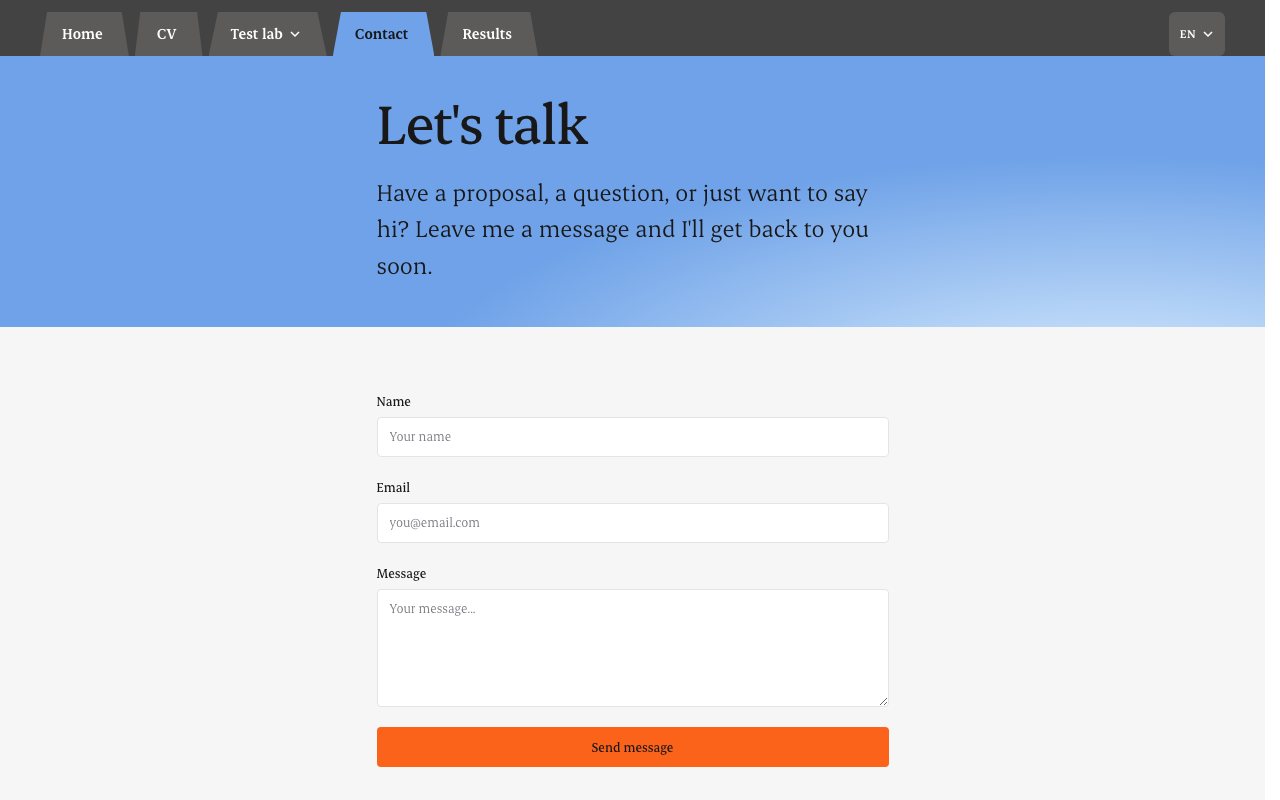 Home CV Test lab Contact Results EN
Let's talk
Have a proposal, a question, or just want to say
hi? Leave me a message and I'll get back to you
soon.
Name
Your name
Email
you@email.com
Message
Your message...
Send message